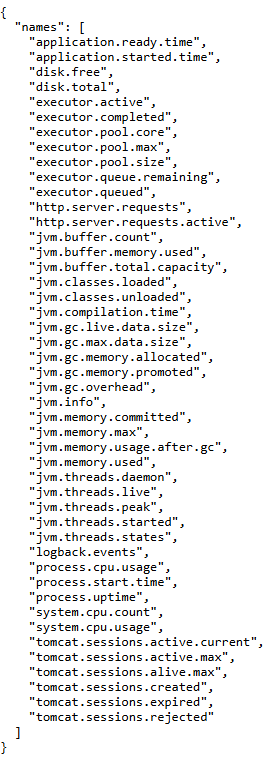 {
  "names": [
    "application.ready.time",
    "application.started.time",
    "disk.free",
    "disk.total",
    "executor.active",
    "executor.completed",
    "executor.pool.core",
    "executor.pool.max",
    "executor.pool.size",
    "executor.queue.remaining",
    "executor.queued",
    "http.server.requests",
    "http.server.requests.active",
    "jvm.buffer.count",
    "jvm.buffer.memory.used",
    "jvm.buffer.total.capacity",
    "jvm.classes.loaded",
    "jvm.classes.unloaded",
    "jvm.compilation.time",
    "jvm.gc.live.data.size",
    "jvm.gc.max.data.size",
    "jvm.gc.memory.allocated",
    "jvm.gc.memory.promoted",
    "jvm.gc.overhead",
    "jvm.info",
    "jvm.memory.committed",
    "jvm.memory.max",
    "jvm.memory.usage.after.gc",
    "jvm.memory.used",
    "jvm.threads.daemon",
    "jvm.threads.live",
    "jvm.threads.peak",
    "jvm.threads.started",
    "jvm.threads.states",
    "logback.events",
    "process.cpu.usage",
    "process.start.time",
    "process.uptime",
    "system.cpu.count",
    "system.cpu.usage",
    "tomcat.sessions.active.current",
    "tomcat.sessions.active.max",
    "tomcat.sessions.alive.max",
    "tomcat.sessions.created",
    "tomcat.sessions.expired",
    "tomcat.sessions.rejected"
  ]
}